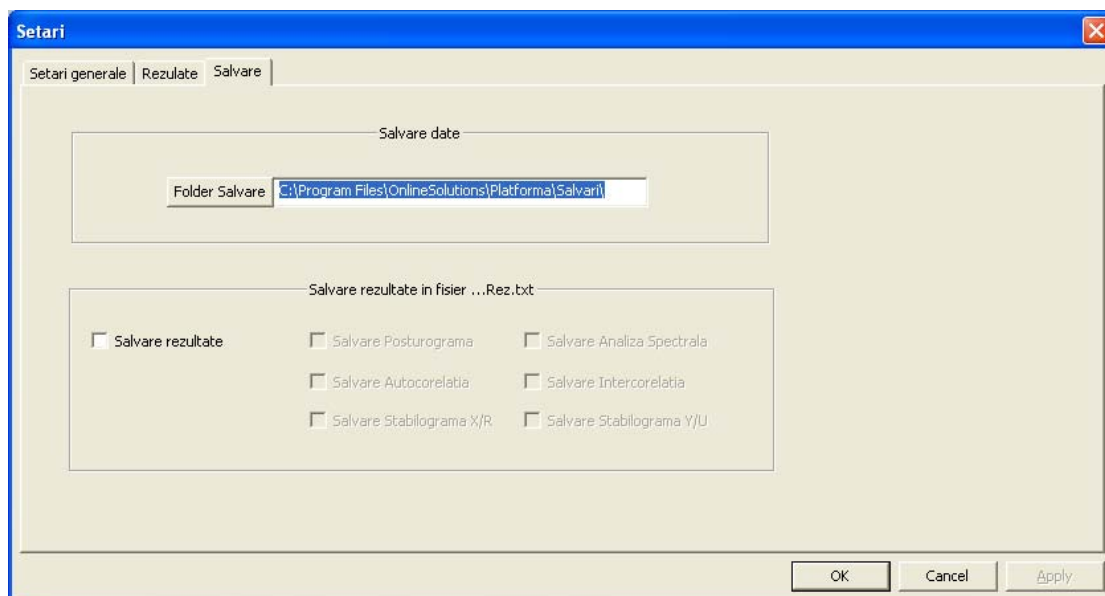 Setari
Setari generale Rezulate Salvare
Salvare date
Folder Salvare C:\Program Files\OnlineSolutions\Platforma\Salvari\
Salvare rezultate in fisier ...Rez.txt
Salvare rezultate Salvare Posturograma Salvare Analiza Spectrala
Salvare Autocorelatia Salvare Intercorelatia
Salvare Stabilograma X/R Salvare Stabilograma Y/U
OK Cancel Apply